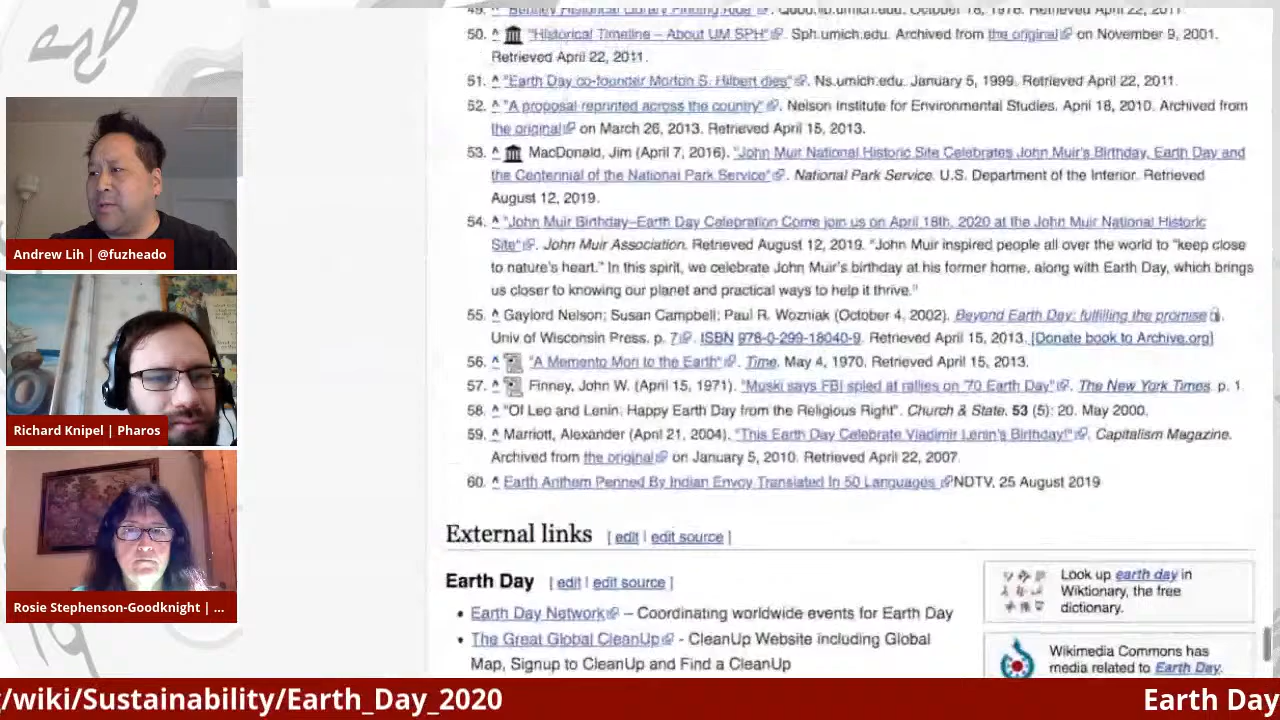 49. ^ "Bentley Historical Library Finding Aids". Quod.lib.umich.edu. October 16, 1970. Retrieved April 22, 2011.
50. ^ "Historical Timeline – About UM SPH". Sph.umich.edu. Archived from the original on November 9, 2001.
Retrieved April 22, 2011.
51. ^ "Earth Day co-founder Morton S. Hilbert dies". Ns.umich.edu. January 5, 1999. Retrieved April 22, 2011.
52. ^ "A proposal reprinted across the country". Nelson Institute for Environmental Studies. April 18, 2010. Archived from
the original on March 26, 2013. Retrieved April 15, 2013.
53. ^ MacDonald, Jim (April 7, 2016). "John Muir National Historic Site Celebrates John Muir's Birthday, Earth Day and
the Centennial of the National Park Service". National Park Service. U.S. Department of the Interior. Retrieved
August 12, 2019.
54. ^ "John Muir Birthday–Earth Day Celebration Come join us on April 18th, 2020 at the John Muir National Historic
Site". John Muir Association. Retrieved August 12, 2019. "John Muir inspired people all over the world to "keep close
to nature's heart." In this spirit, we celebrate John Muir's birthday at his former home, along with Earth Day, which brings
us closer to knowing our planet and practical ways to help it thrive."
55. ^ Gaylord Nelson; Susan Campbell; Paul R. Wozniak (October 4, 2002). Beyond Earth Day: fulfilling the promise.
Univ of Wisconsin Press. p. 7. ISBN 978-0-299-18040-9. Retrieved April 15, 2013. [Donate book to Archive.org]
56. ^ "A Memento Mori to the Earth". Time. May 4, 1970. Retrieved April 15, 2013.
57. ^ Finney, John W. (April 15, 1971). "Muski says FBI spied at rallies on '70 Earth Day". The New York Times. p. 1.
58. ^ "Of Leo and Lenin: Happy Earth Day from the Religious Right". Church & State. 53 (5): 20. May 2000.
59. ^ Marriott, Alexander (April 21, 2004). "This Earth Day Celebrate Vladimir Lenin's Birthday!". Capitalism Magazine.
Archived from the original on January 5, 2010. Retrieved April 22, 2007.
60. ^ Earth Anthem Penned By Indian Envoy Translated In 50 Languages NDTV, 25 August 2019
External links [ edit | edit source ]
Earth Day [ edit | edit source ]
• Earth Day Network – Coordinating worldwide events for Earth Day
• The Great Global CleanUp - CleanUp Website including Global
Map, Signup to CleanUp and Find a CleanUp
Look up earth day in
Wiktionary, the free
dictionary.
Wikimedia Commons has
media related to Earth Day.
Andrew Lih | @fuzheado
Richard Knipel | Pharos
Rosie Stephenson-Goodknight | ...
/wiki/Sustainability/Earth_Day_2020
Earth Day